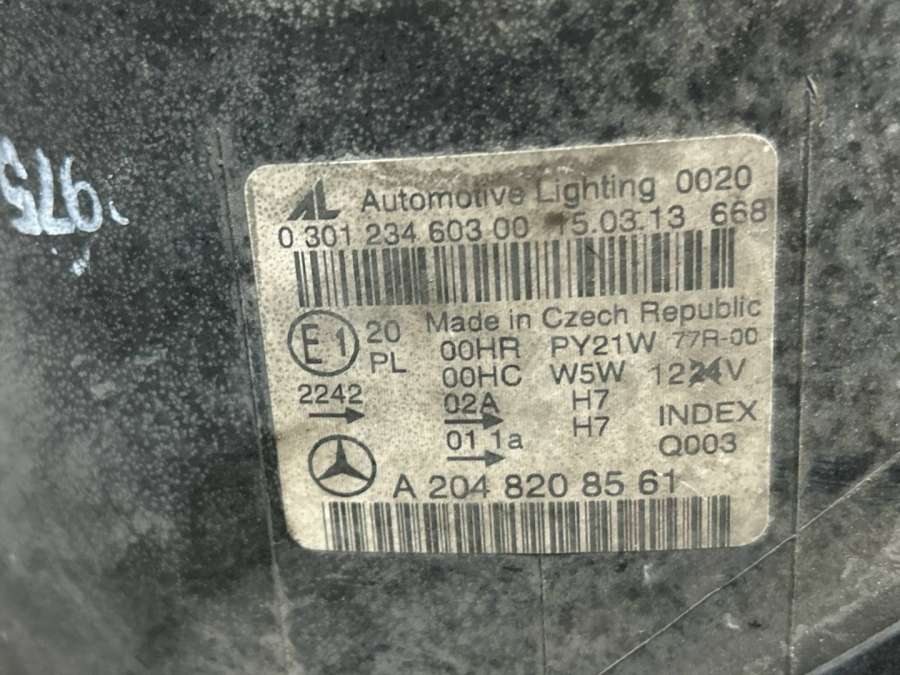 976
AL Automotive Lighting 0020
0 301 234 603 00 15.03.13 668
Made in Czech Republic
E1 20 00HR PY21W 77R-00
PL 00HC W5W 1224V
2242 02A H7
01 1a H7 INDEX
Q003
A 204 820 85 61